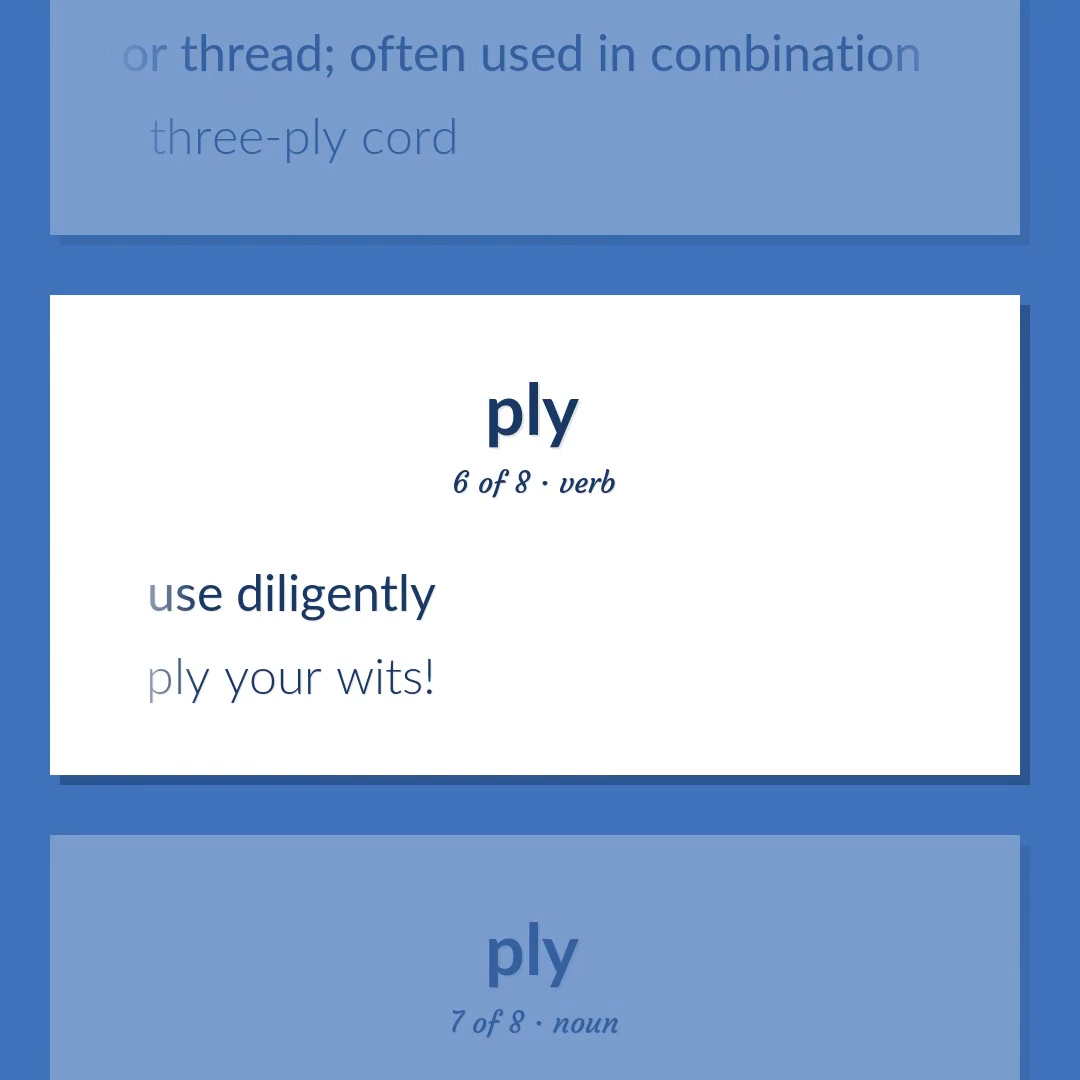 or thread; often used in combination
three-ply cord
ply
6 of 8 · verb
use diligently
ply your wits!
ply
7 of 8 · noun